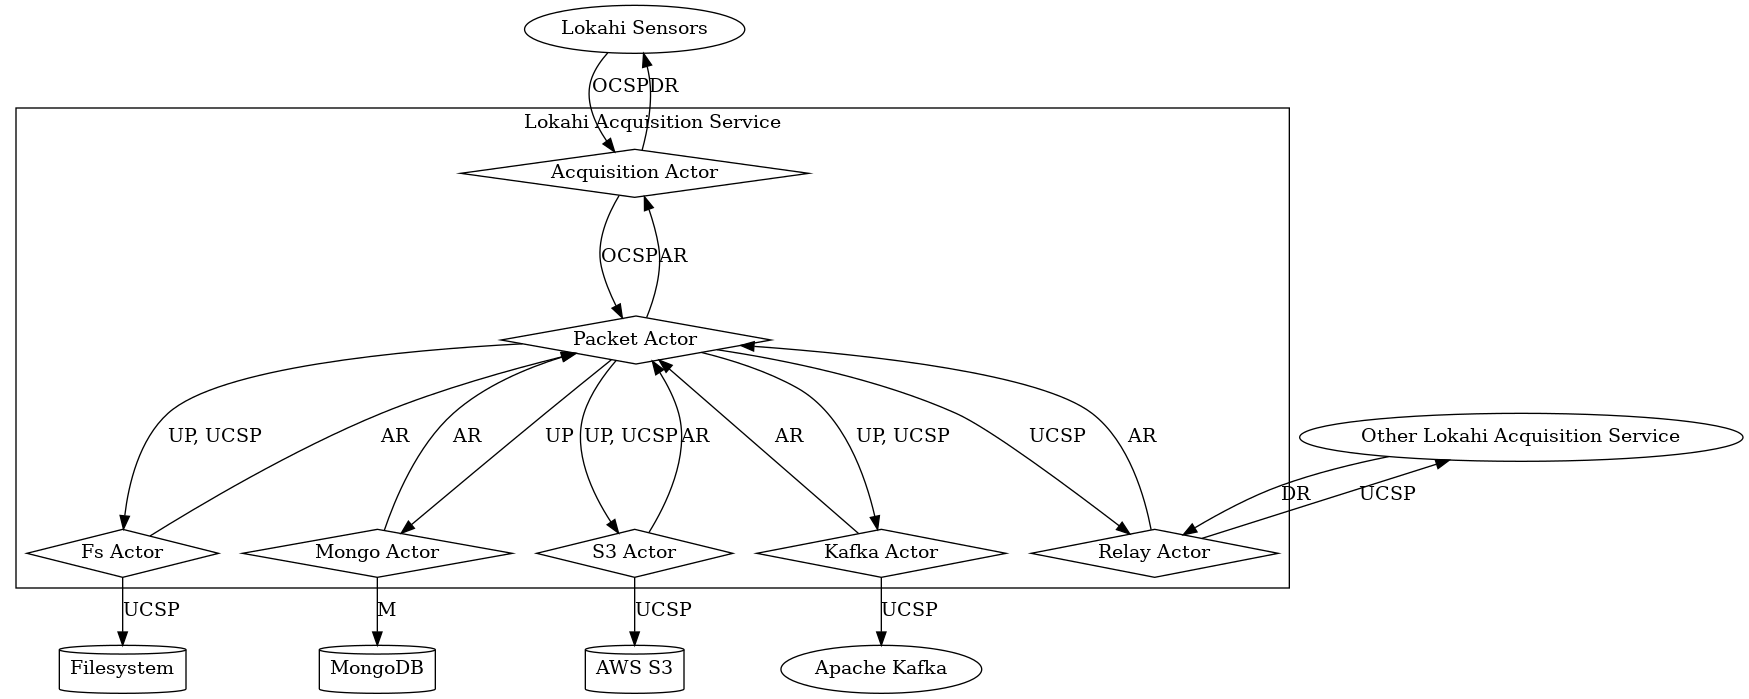 Lokahi Sensors
OCSP
DR
Lokahi Acquisition Service
Acquisition Actor
OCSP
AR
Packet Actor
UP, UCSP
AR
AR
UP
UP, UCSP
AR
AR
UP, UCSP
UCSP
AR
Other Lokahi Acquisition Service
DR
UCSP
Fs Actor
Mongo Actor
S3 Actor
Kafka Actor
Relay Actor
UCSP
M
UCSP
UCSP
Filesystem
MongoDB
AWS S3
Apache Kafka